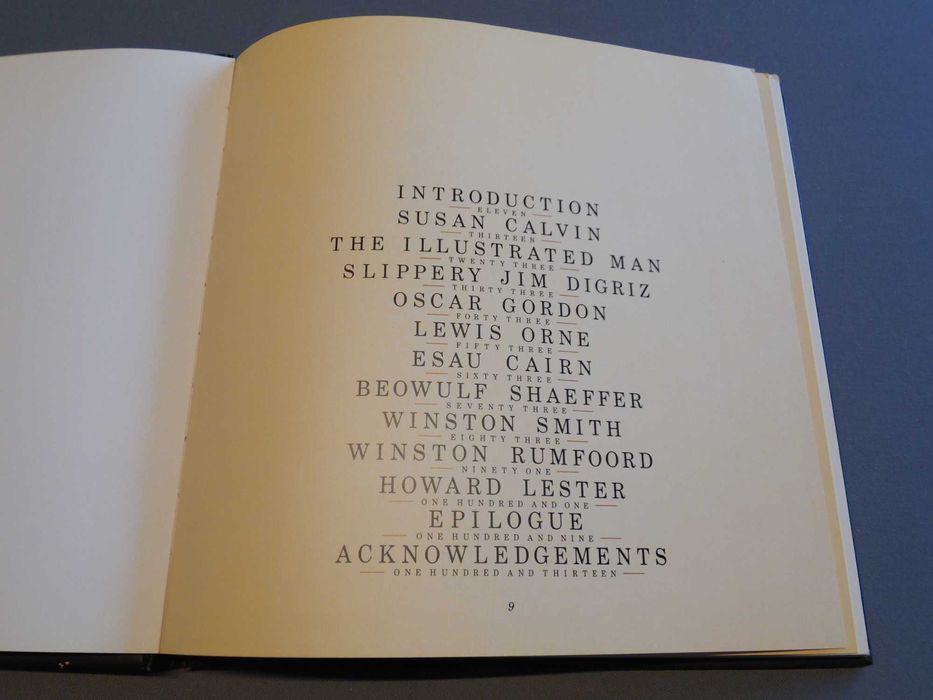 INTRODUCTION
ELEVEN
SUSAN CALVIN
THIRTEEN
THE ILLUSTRATED MAN
TWENTY THREE
SLIPPERY JIM DIGRIZ
THIRTY THREE
OSCAR GORDON
FORTY THREE
LEWIS ORNE
FIFTY THREE
ESAU CAIRN
SIXTY THREE
BEOWULF SHAEFFER
SEVENTY THREE
WINSTON SMITH
EIGHTY THREE
WINSTON RUMFOORD
NINETY ONE
HOWARD LESTER
ONE HUNDRED AND ONE
EPILOGUE
ONE HUNDRED AND NINE
ACKNOWLEDGEMENTS
ONE HUNDRED AND THIRTEEN
9